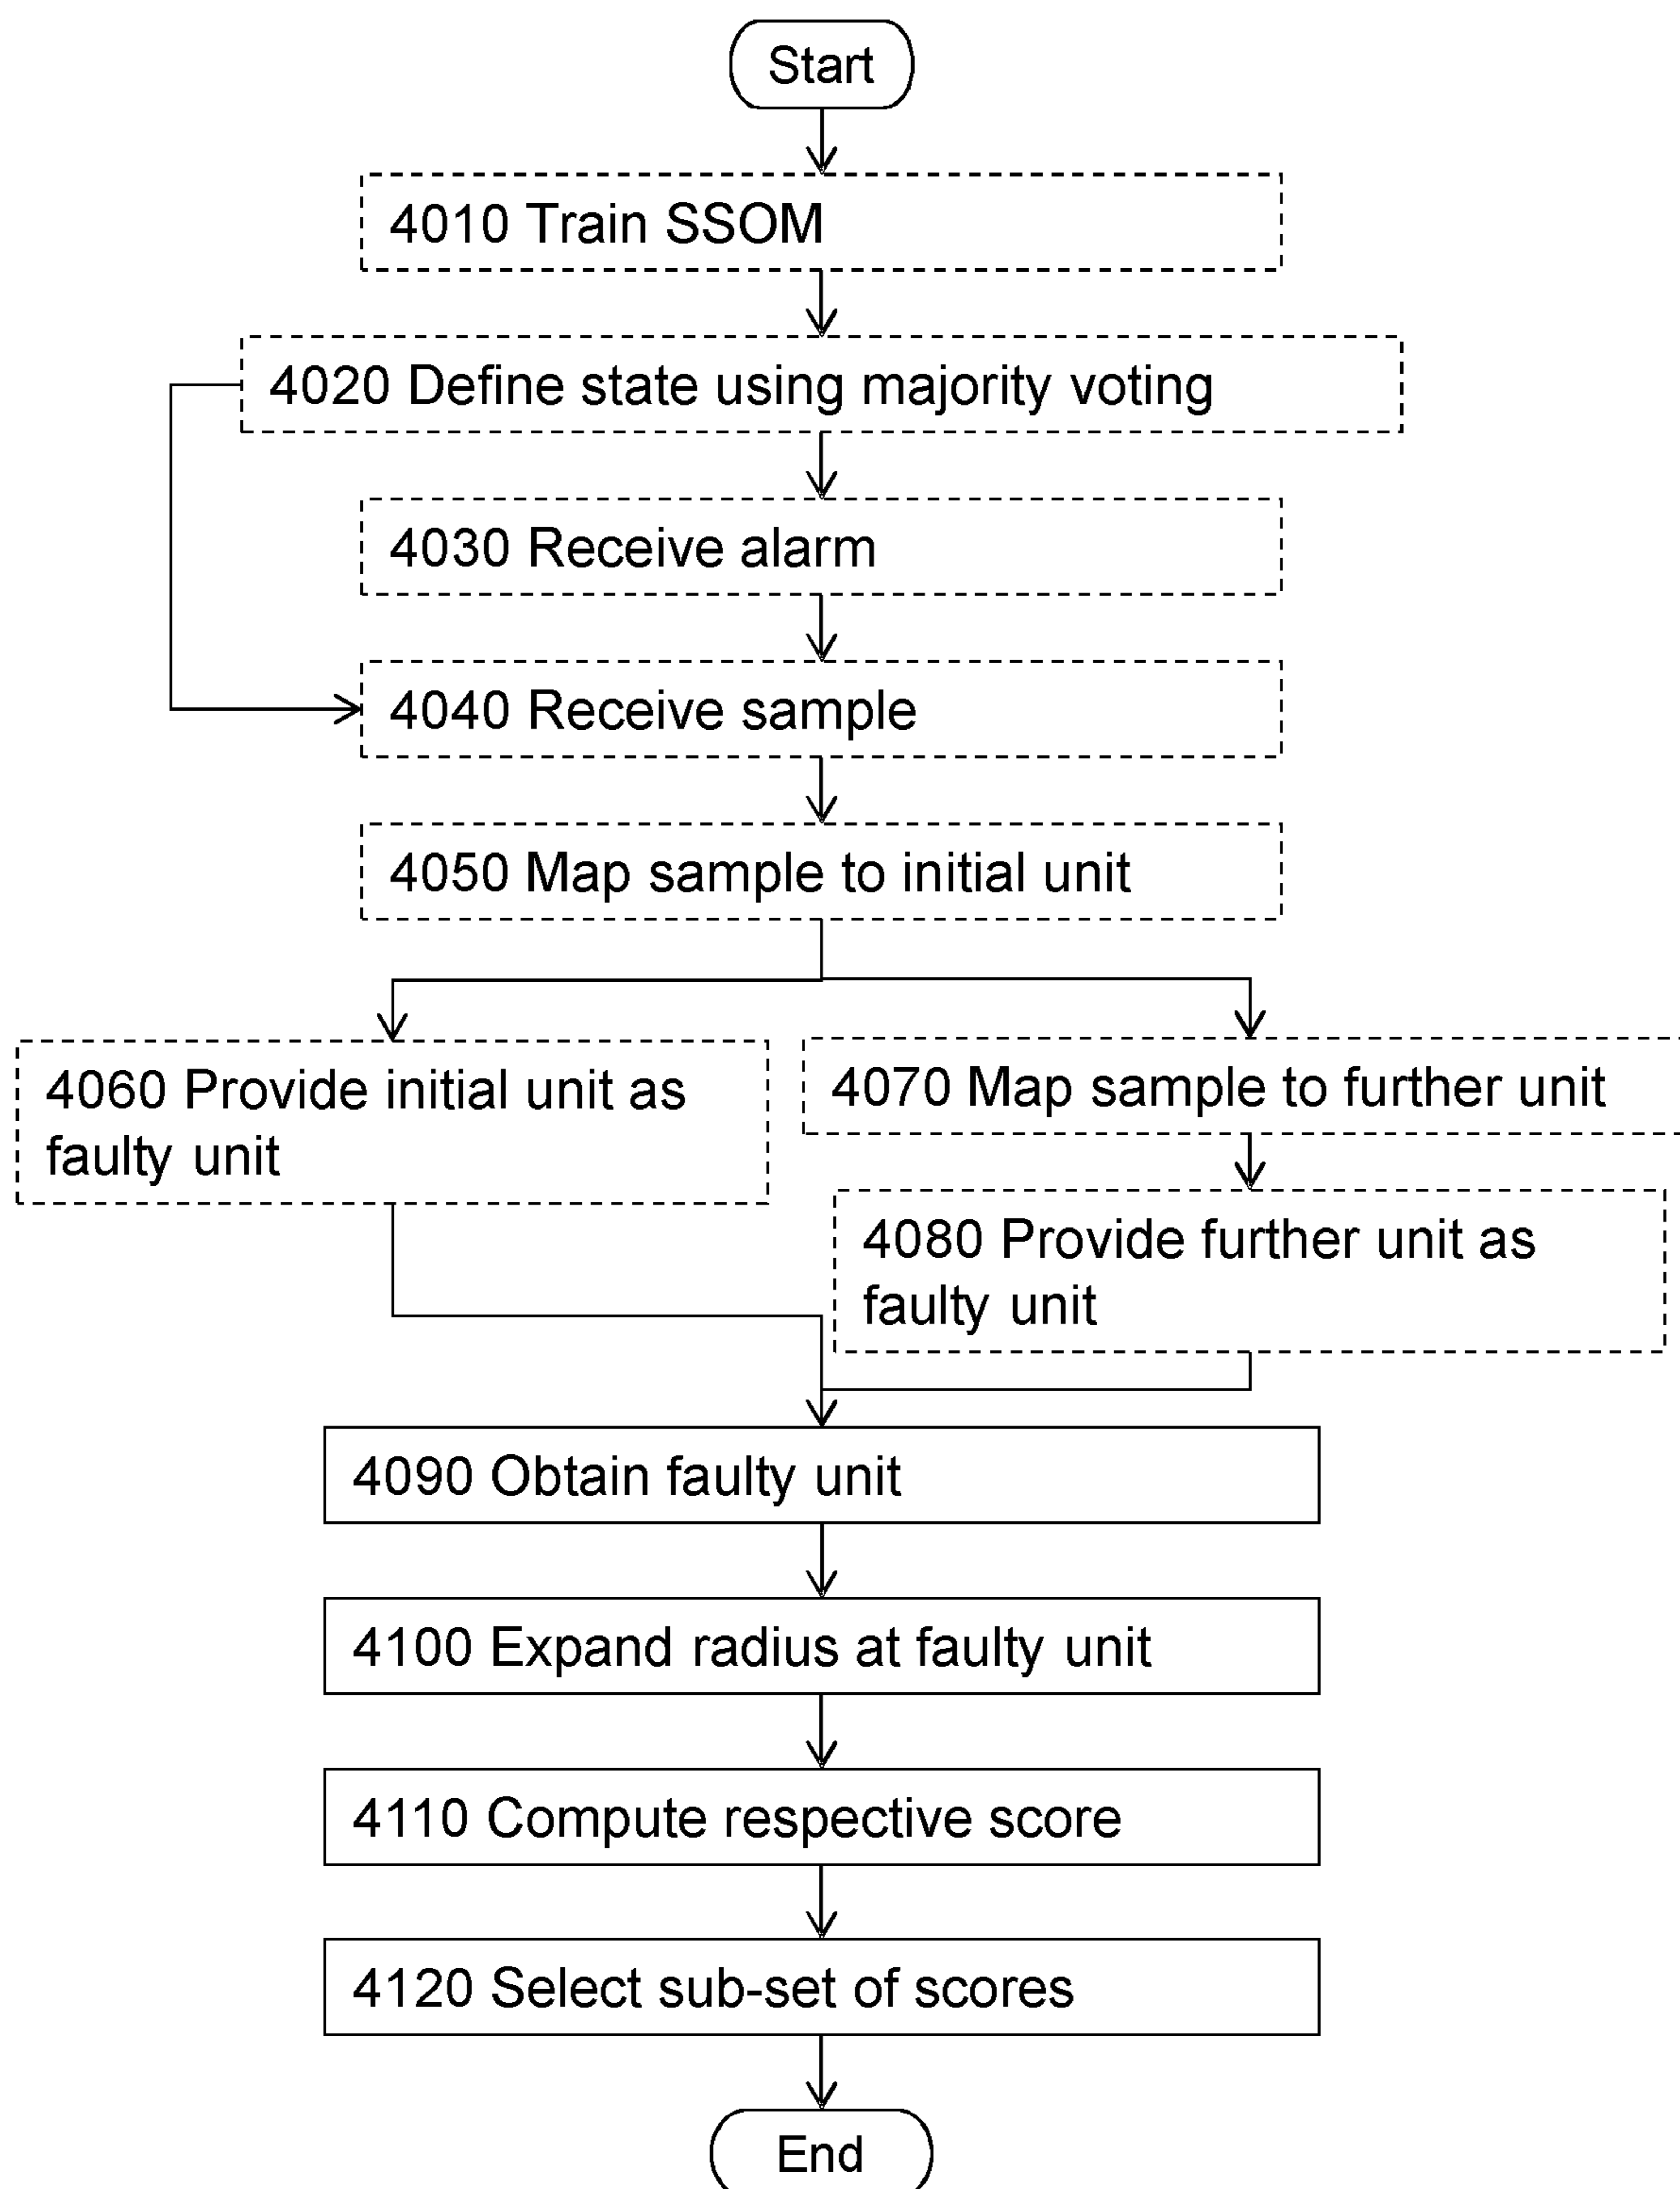 Start
4010 Train SSOM
4020 Define state using majority voting
4030 Receive alarm
4040 Receive sample
4050 Map sample to initial unit
4060 Provide initial unit as
faulty unit
4070 Map sample to further unit
4080 Provide further unit as
faulty unit
4090 Obtain faulty unit
4100 Expand radius at faulty unit
4110 Compute respective score
4120 Select sub-set of scores
End